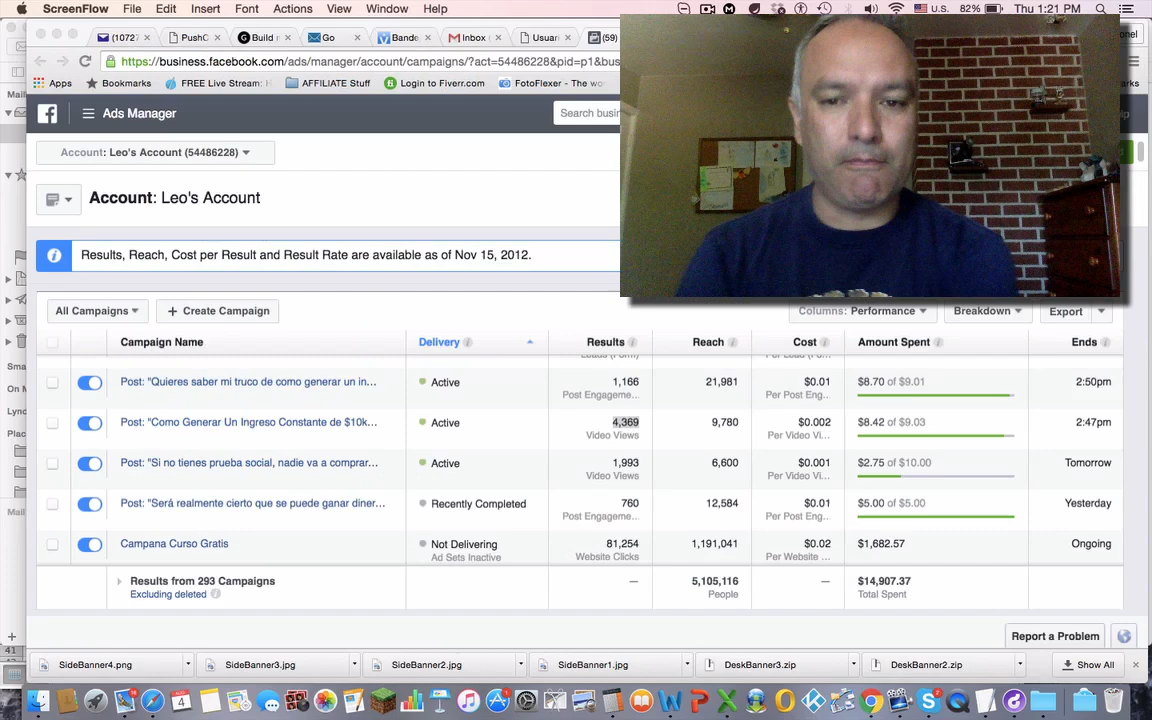 ScreenFlow File Edit Insert Font Actions View Window Help U.S. 82% Thu 1:21 PM
(1072 PushC Build n Go Bande Inbox Usuar (59)
https://business.facebook.com/ads/manager/account/campaigns/?act=54486228&pid=p1&bus
Apps Bookmarks FREE Live Stream: H AFFILIATE Stuff Login to Fiverr.com FotoFlexer - The wo
Ads Manager
Search busin
Account: Leo's Account (54486228)
Account: Leo's Account
Results, Reach, Cost per Result and Result Rate are available as of Nov 15, 2012.
All Campaigns + Create Campaign Columns: Performance Breakdown Export
Campaign Name Delivery Results Reach Cost Amount Spent Ends
Leads (Form) Per Lead (F
Post: "Quieres saber mi truco de como generar un in... Active 1,166 21,981 $0.01 $8.70 of $9.01 2:50pm
Post Engageme... Per Post Eng...
Post: "Como Generar Un Ingreso Constante de $10k... Active 4,369 9,780 $0.002 $8.42 of $9.03 2:47pm
Video Views Per Video Vi...
Post: "Si no tienes prueba social, nadie va a comprar... Active 1,993 6,600 $0.001 $2.75 of $10.00 Tomorrow
Video Views Per Video Vi...
Post: "Será realmente cierto que se puede ganar diner... Recently Completed 760 12,584 $0.01 $5.00 of $5.00 Yesterday
Post Engageme... Per Post Eng...
Campana Curso Gratis Not Delivering 81,254 1,191,041 $0.02 $1,682.57 Ongoing
Ad Sets Inactive Website Clicks Per Website ...
Results from 293 Campaigns — 5,105,116 — $14,907.37
Excluding deleted People Total Spent
Report a Problem
SideBanner4.png SideBanner3.jpg SideBanner2.jpg SideBanner1.jpg DeskBanner3.zip DeskBanner2.zip Show All